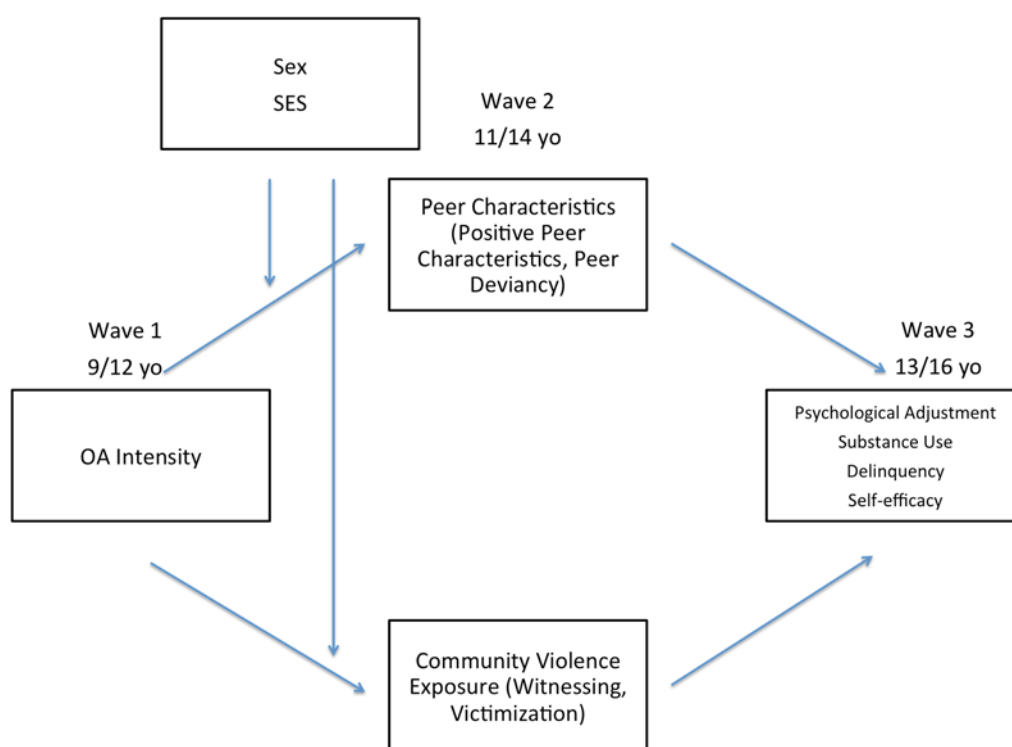 Sex
SES
Wave 2
11/14 yo
Peer Characteristics
(Positive Peer
Characteristics, Peer
Deviancy)
Wave 1
9/12 yo
OA Intensity
Wave 3
13/16 yo
Psychological Adjustment
Substance Use
Delinquency
Self-efficacy
Community Violence
Exposure (Witnessing,
Victimization)